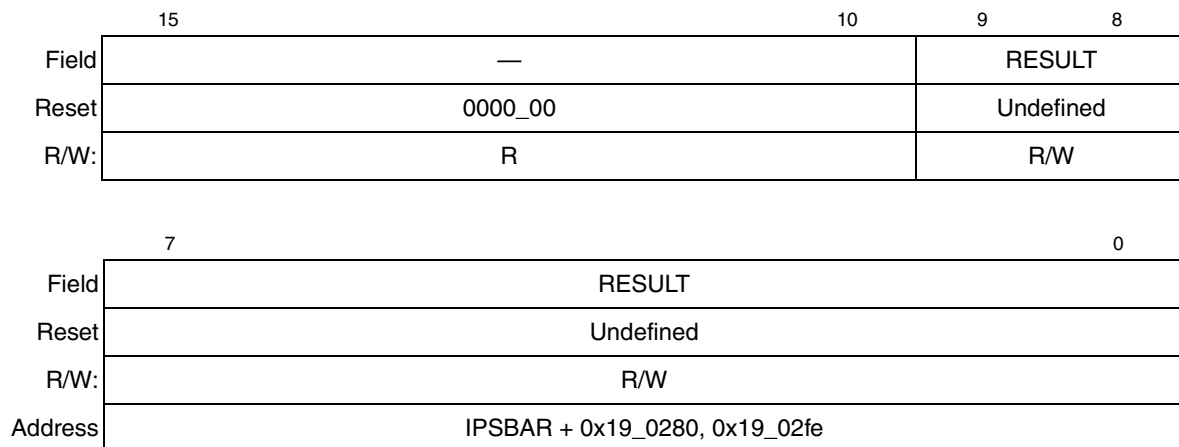 15 10 9 8
Field — RESULT
Reset 0000_00 Undefined
R/W: R R/W
7 0
Field RESULT
Reset Undefined
R/W: R/W
Address IPSBAR + 0x19_0280, 0x19_02fe